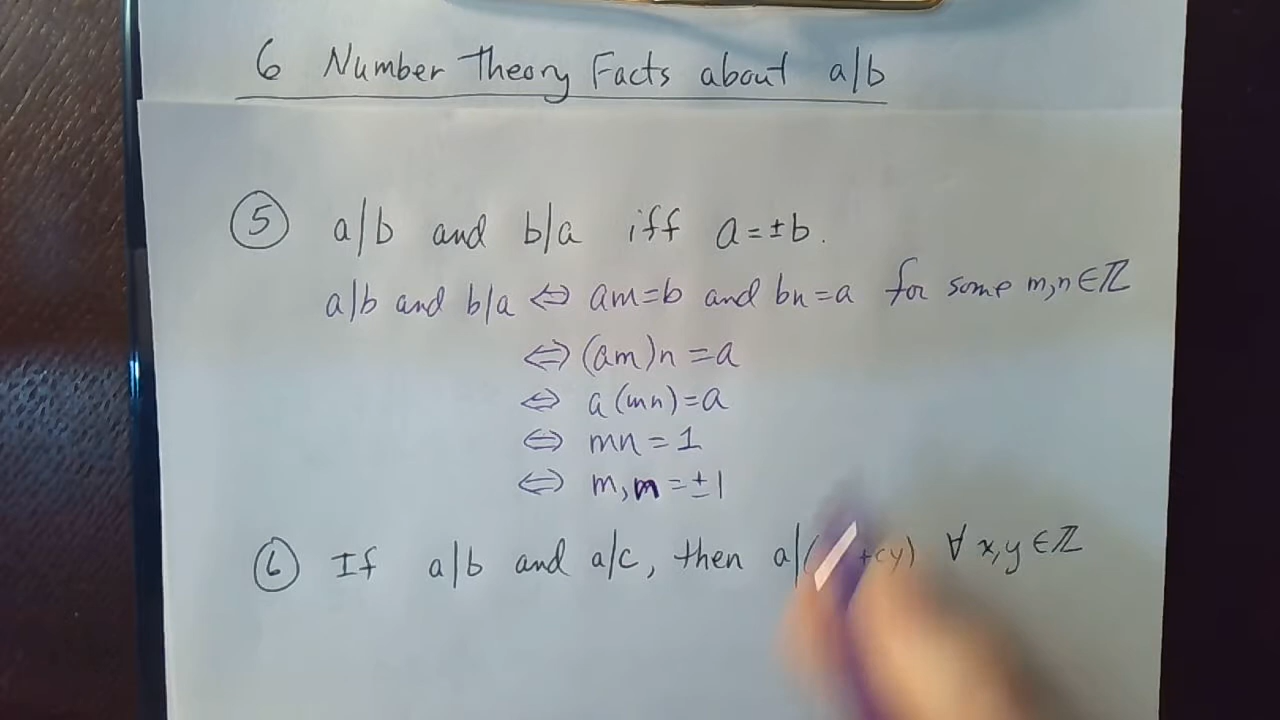 6 Number Theory Facts about a|b
5 a|b and b|a iff a=±b.
a|b and b|a ⇔ am=b and bn=a for some m,n∈ℤ
⇔ (am)n=a
⇔ a(mn)=a
⇔ mn=1
⇔ m,m=±1
6 If a|b and a|c, then a|( +cy) ∀ x,y∈ℤ